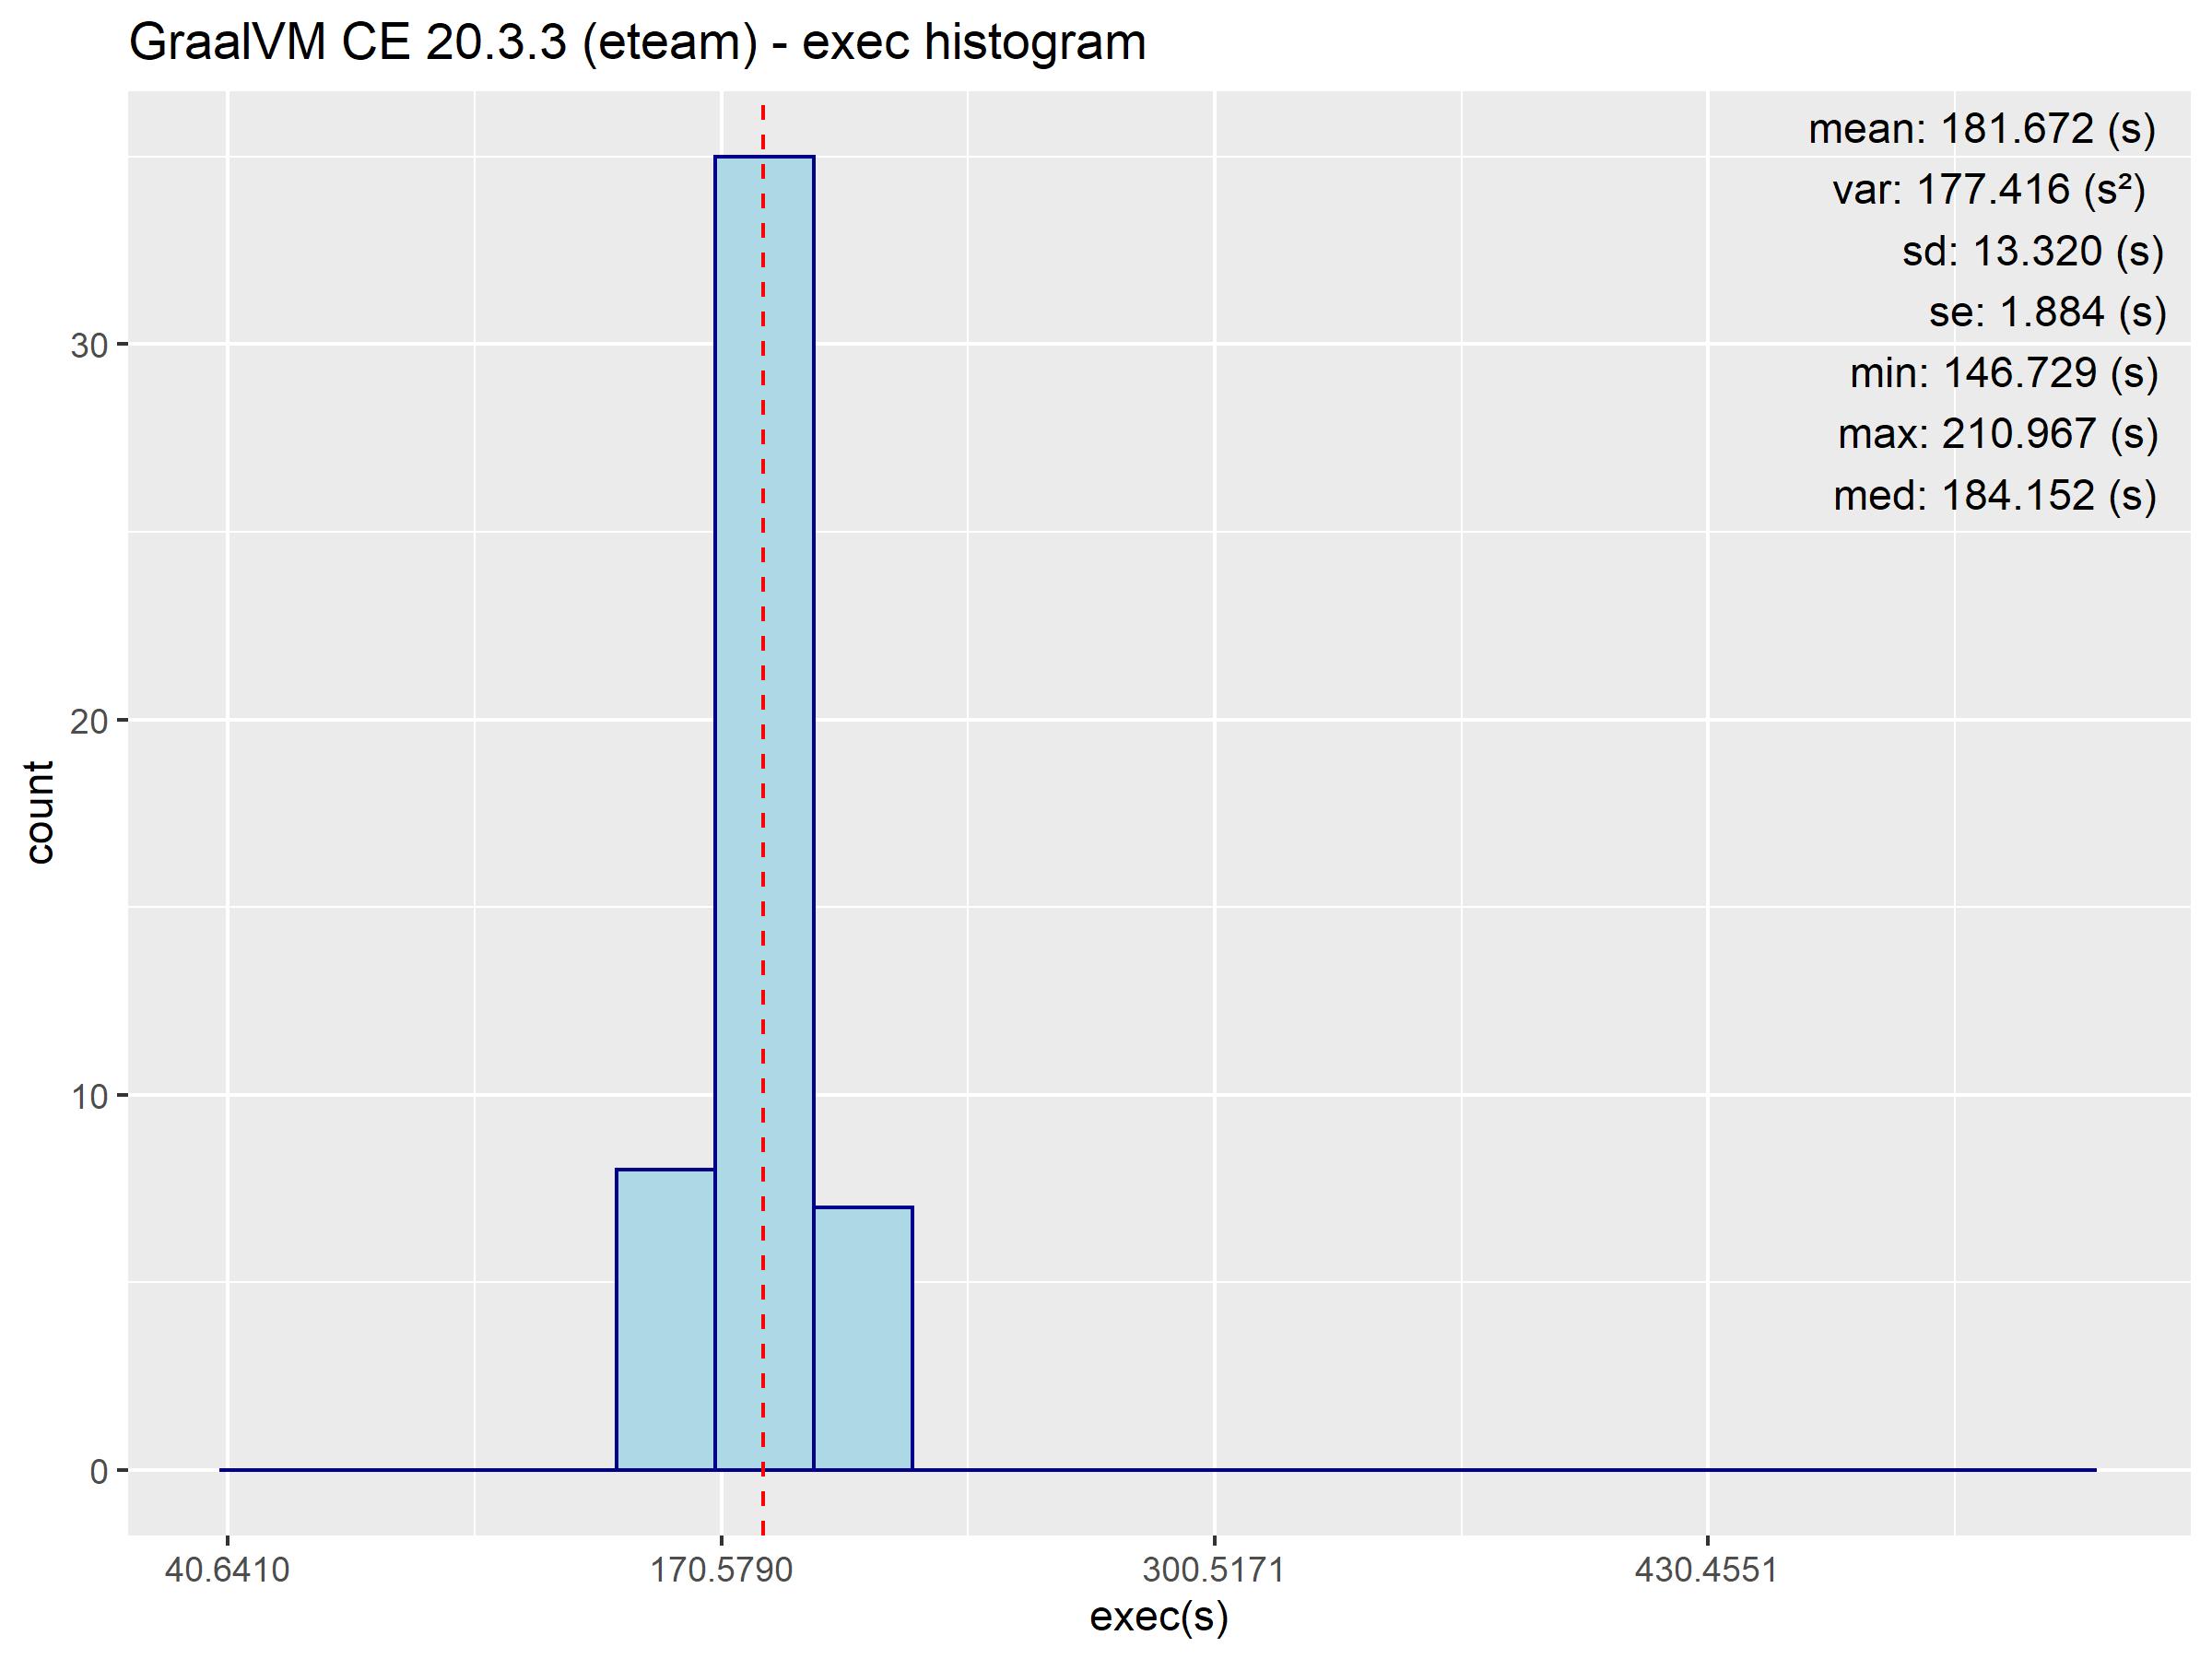 GraalVM CE 20.3.3 (eteam) - exec histogram
mean: 181.672 (s)
var: 177.416 (s²)
sd: 13.320 (s)
se: 1.884 (s)
min: 146.729 (s)
max: 210.967 (s)
med: 184.152 (s)
30
20
10
0
count
40.6410 170.5790 300.5171 430.4551
exec(s)